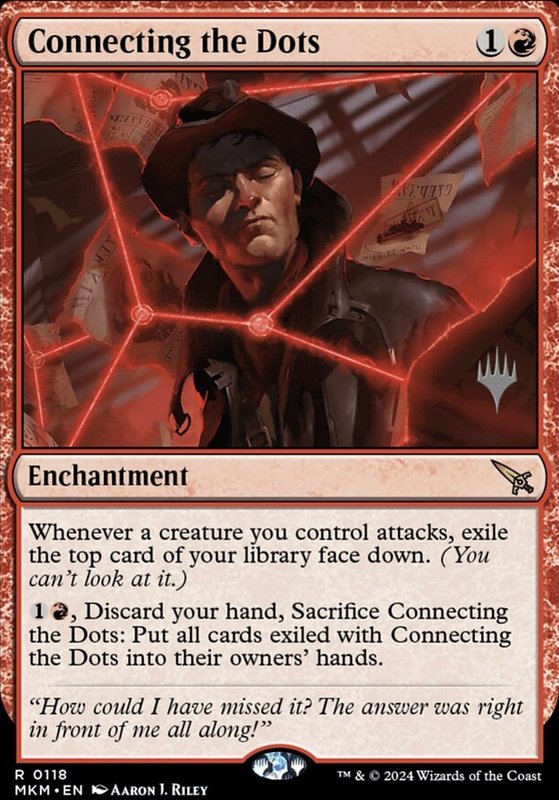 Connecting the Dots 1
Enchantment
Whenever a creature you control attacks, exile
the top card of your library face down. (You
can’t look at it.)
1 , Discard your hand, Sacrifice Connecting
the Dots: Put all cards exiled with Connecting
the Dots into their owners’ hands.
“How could I have missed it? The answer was right
in front of me all along!”
R 0118
MKM • EN AARON J. RILEY
™ & © 2024 Wizards of the Coast